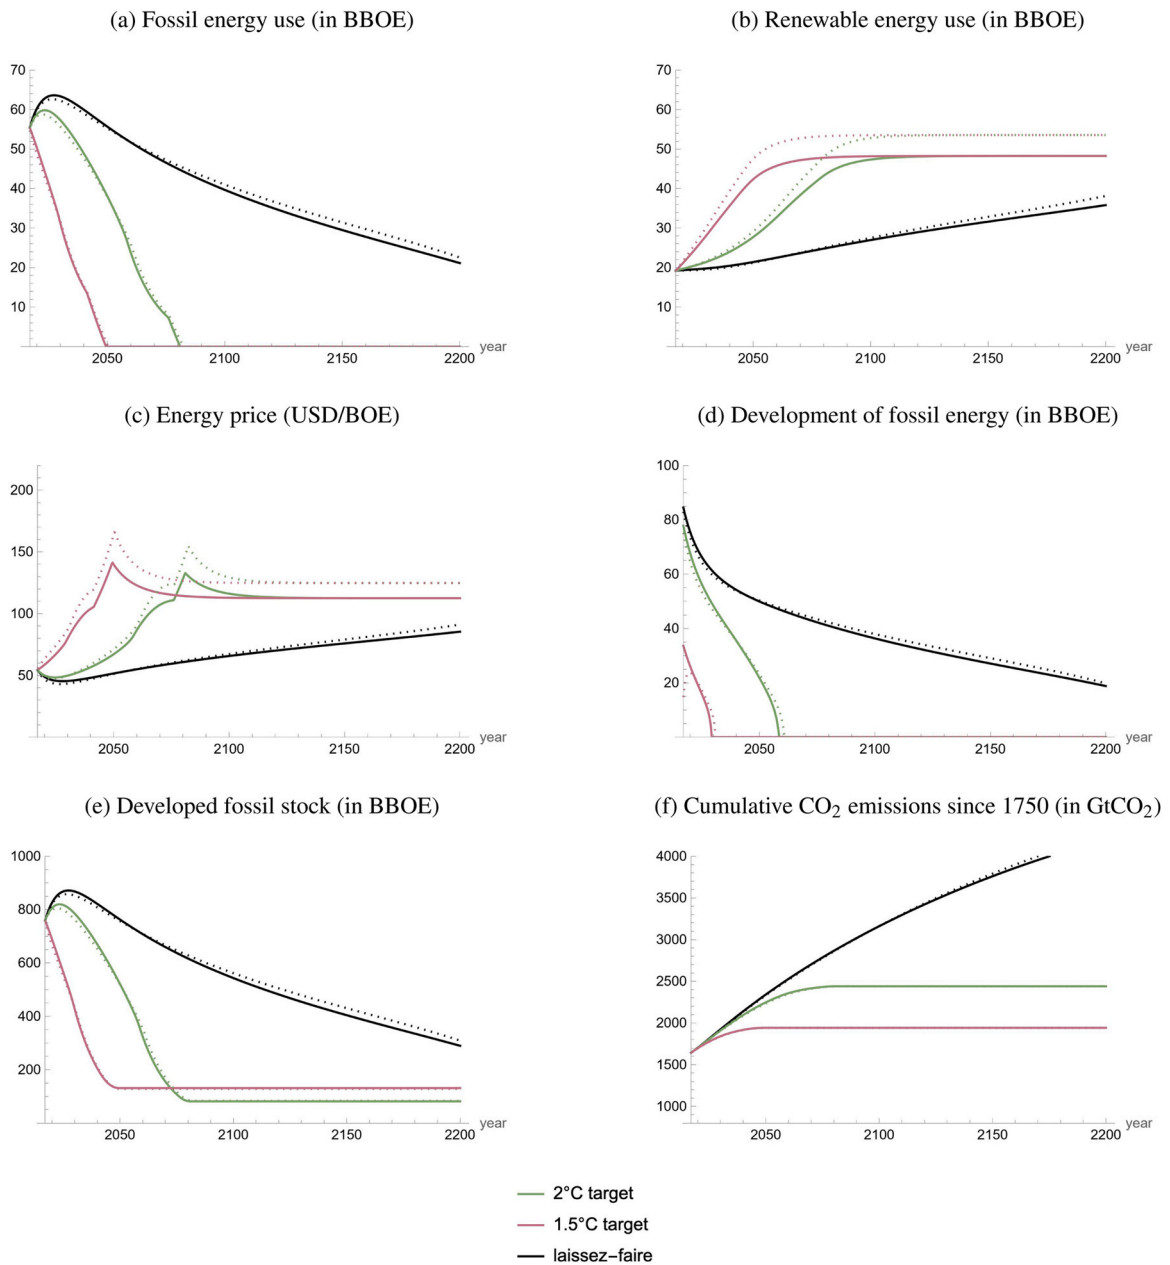 (a) Fossil energy use (in BBOE)
70
60
50
40
30
20
10
2050 2100 2150 2200 year
(b) Renewable energy use (in BBOE)
70
60
50
40
30
20
10
2050 2100 2150 2200 year
(c) Energy price (USD/BOE)
200
150
100
50
2050 2100 2150 2200 year
(d) Development of fossil energy (in BBOE)
100
80
60
40
20
2050 2100 2150 2200 year
(e) Developed fossil stock (in BBOE)
1000
800
600
400
200
2050 2100 2150 2200 year
(f) Cumulative CO₂ emissions since 1750 (in GtCO₂)
4000
3500
3000
2500
2000
1500
1000
2050 2100 2150 2200 year
2°C target
1.5°C target
laissez–faire